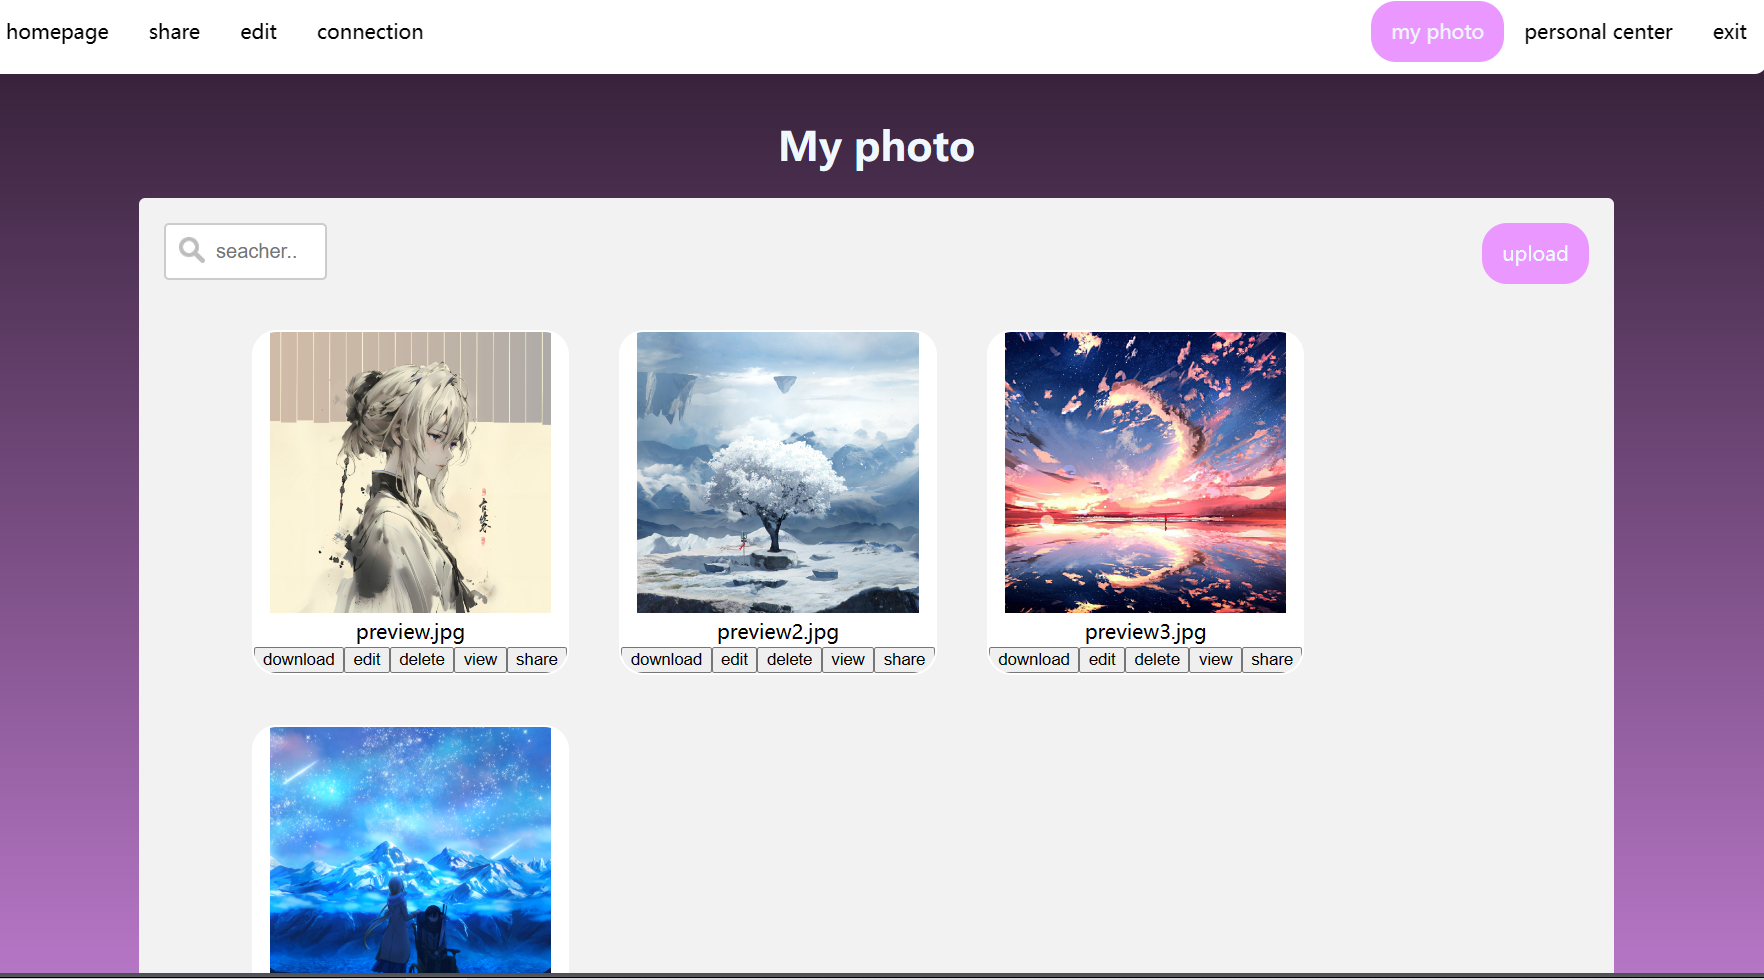 homepage share edit connection my photo personal center exit
My photo
seacher.. upload
preview.jpg preview2.jpg preview3.jpg
download edit delete view share download edit delete view share download edit delete view share